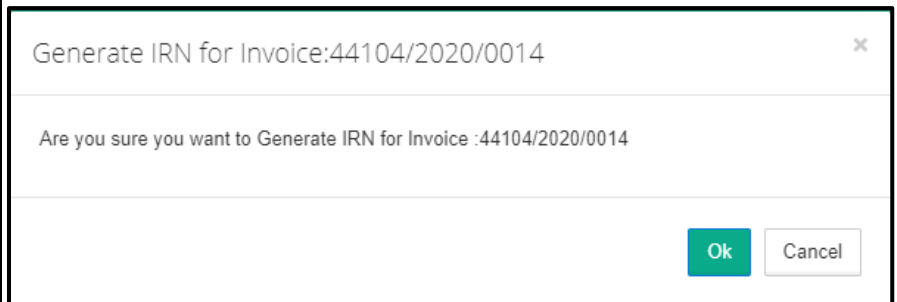 Generate IRN for Invoice:44104/2020/0014
×
Are you sure you want to Generate IRN for Invoice :44104/2020/0014
Ok
Cancel